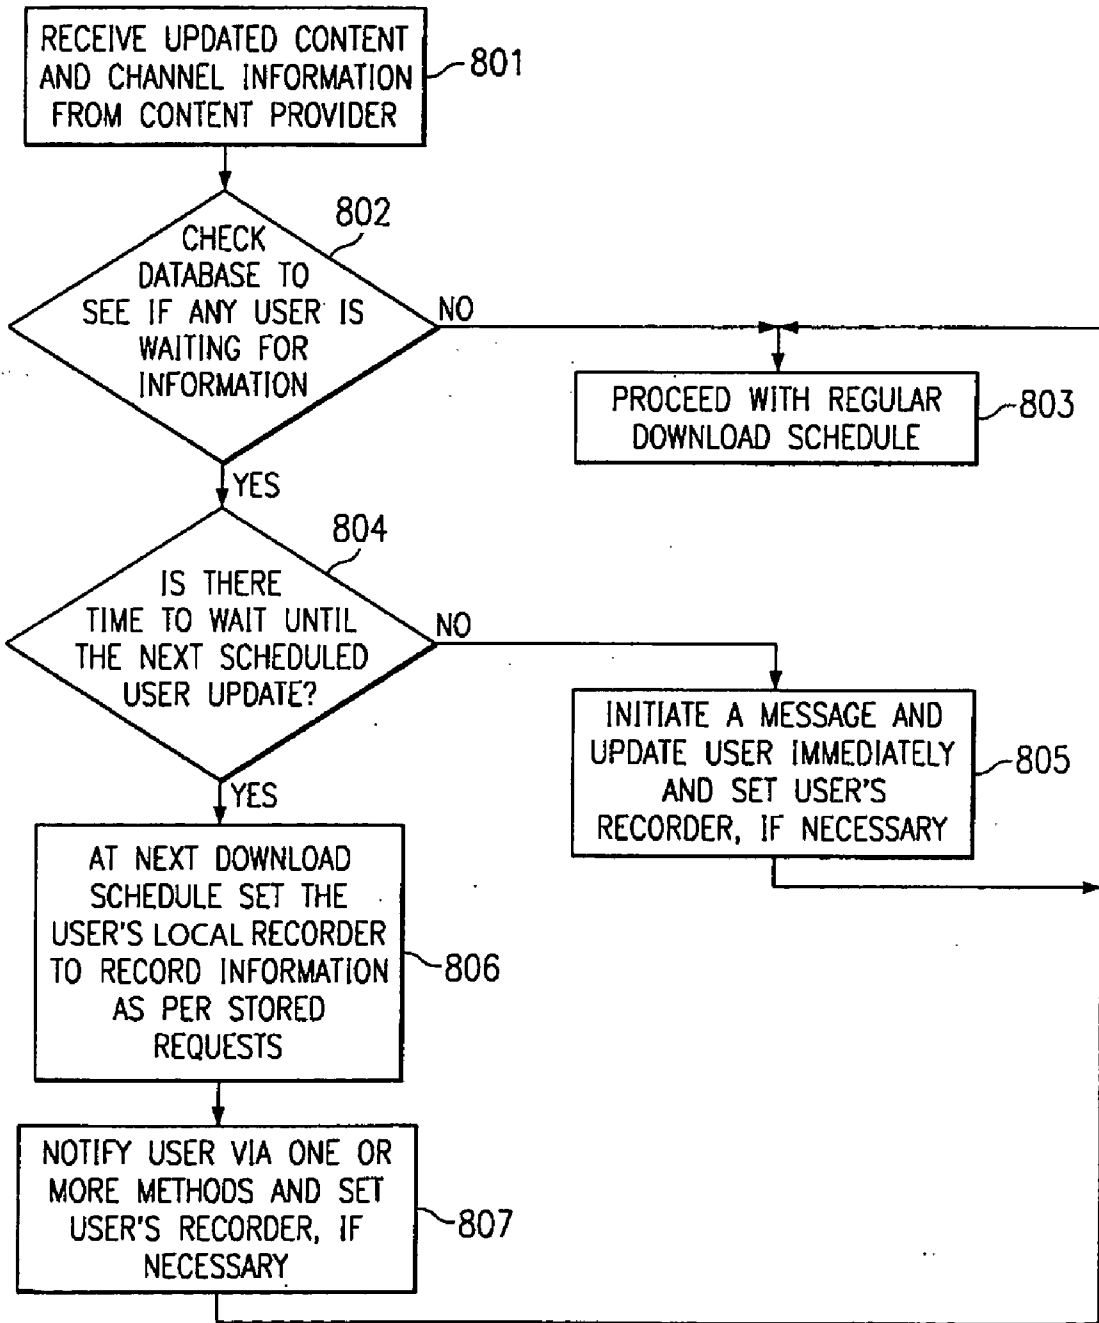 RECEIVE UPDATED CONTENT
AND CHANNEL INFORMATION
FROM CONTENT PROVIDER
801
802
CHECK
DATABASE TO
SEE IF ANY USER IS
WAITING FOR
INFORMATION
NO
YES
PROCEED WITH REGULAR
DOWNLOAD SCHEDULE
803
804
IS THERE
TIME TO WAIT UNTIL
THE NEXT SCHEDULED
USER UPDATE?
NO
YES
INITIATE A MESSAGE AND
UPDATE USER IMMEDIATELY
AND SET USER'S
RECORDER, IF NECESSARY
805
AT NEXT DOWNLOAD
SCHEDULE SET THE
USER'S LOCAL RECORDER
TO RECORD INFORMATION
AS PER STORED
REQUESTS
806
NOTIFY USER VIA ONE OR
MORE METHODS AND SET
USER'S RECORDER, IF
NECESSARY
807